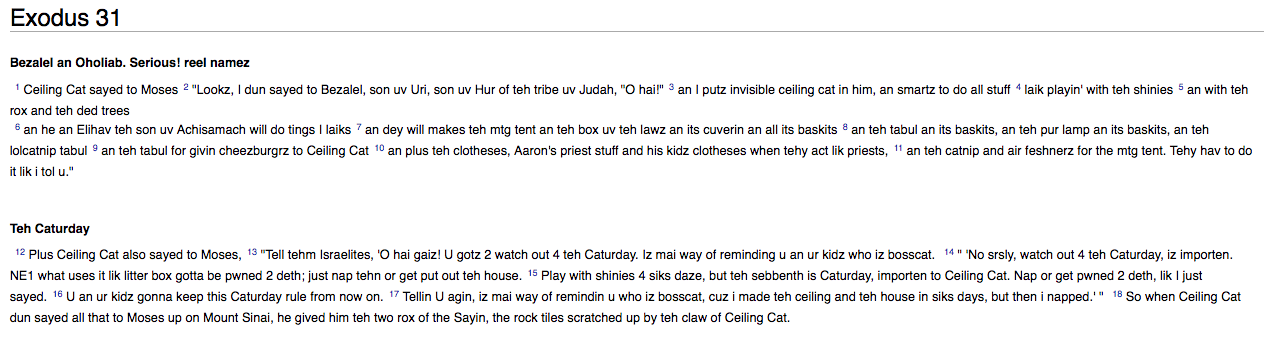 Exodus 31
Bezalel an Oholiab. Serious! reel namez
1 Ceiling Cat sayed to Moses 2 "Lookz, I dun sayed to Bezalel, son uv Uri, son uv Hur of teh tribe uv Judah, "O hai!" 3 an I putz invisible ceiling cat in him, an smartz to do all stuff 4 laik playin' with teh shinies 5 an with teh
rox and teh ded trees
6 an he an Elihav teh son uv Achisamach will do tings I laiks 7 an dey will makes teh mtg tent an teh box uv teh lawz an its cuverin an all its baskits 8 an teh tabul an its baskits, an teh pur lamp an its baskits, an teh
lolcatnip tabul 9 an teh tabul for givin cheezburgrz to Ceiling Cat 10 an plus teh clotheses, Aaron's priest stuff and his kidz clotheses when tehy act lik priests, 11 an teh catnip and air feshnerz for the mtg tent. Tehy hav to do
it lik i tol u."
Teh Caturday
12 Plus Ceiling Cat also sayed to Moses, 13 "Tell tehm Israelites, 'O hai gaiz! U gotz 2 watch out 4 teh Caturday. Iz mai way of reminding u an ur kidz who iz bosscat. 14 " 'No srsly, watch out 4 teh Caturday, iz importen.
NE1 what uses it lik litter box gotta be pwned 2 deth; just nap tehn or get put out teh house. 15 Play with shinies 4 siks daze, but teh sebbenth is Caturday, importen to Ceiling Cat. Nap or get pwned 2 deth, lik I just
sayed. 16 U an ur kidz gonna keep this Caturday rule from now on. 17 Tellin U agin, iz mai way of remindin u who iz bosscat, cuz i made teh ceiling and teh house in siks days, but then i napped.' " 18 So when Ceiling Cat
dun sayed all that to Moses up on Mount Sinai, he gived him teh two rox of the Sayin, the rock tiles scratched up by teh claw of Ceiling Cat.